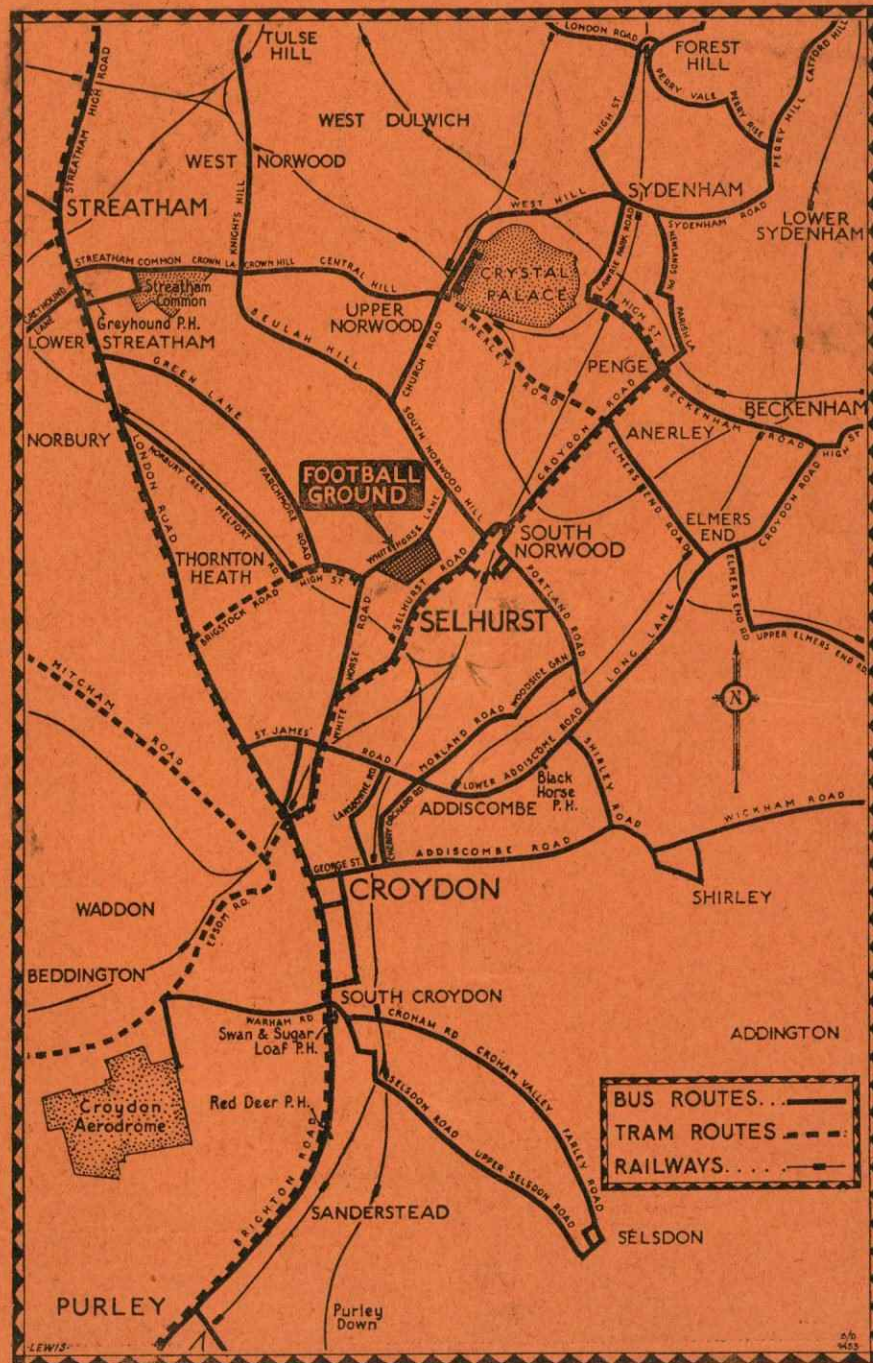 TULSE
HILL
LONDON ROAD
FOREST
HILL
CATFORD HILL
STREATHAM HIGH ROAD
PERRY VALE
PERRY RISE
PERRY HILL
HIGH ST.
WEST DULWICH
WEST NORWOOD
STREATHAM
KNIGHTS HILL
WEST HILL
SYDENHAM
SYDENHAM ROAD
LOWER
SYDENHAM
LAWRIE PARK ROAD
NEWLANDS PK.
PARISH LA.
STREATHAM COMMON
CROWN LA.
CROWN HILL
CENTRAL HILL
CRYSTAL
PALACE
Streatham
Common
GREYHOUND
LANE
Greyhound P.H.
LOWER STREATHAM
UPPER
NORWOOD
BEULAH HILL
CHURCH ROAD
ANERLEY ROAD
HIGH ST.
PENGE
BECKENHAM
BECKENHAM ROAD
HIGH ST.
GREEN LANE
NORBURY
LONDON ROAD
NORBURY CRES.
MELFORT RD.
PARCHMORE ROAD
SOUTH NORWOOD HILL
CROYDON ROAD
ANERLEY
ELMERS END ROAD
ELMERS
END
CROYDON ROAD
FOOTBALL
GROUND
WHITEHORSE LANE
SOUTH
NORWOOD
THORNTON
HEATH
HIGH ST.
BRIGSTOCK ROAD
SELHURST ROAD
SELHURST
PORTLAND ROAD
LONG LANE
ELMERS END RD.
UPPER ELMERS END RD.
WHITE HORSE ROAD
MITCHAM ROAD
N
ST. JAMES' ROAD
MORLAND ROAD
WOODSIDE GRN.
LOWER ADDISCOMBE ROAD
Black
Horse
P.H.
SHIRLEY ROAD
LANSDOWNE RD.
CHERRY ORCHARD RD.
ADDISCOMBE
ADDISCOMBE ROAD
WICKHAM ROAD
GEORGE ST.
CROYDON
SHIRLEY
WADDON
EPSOM RD.
BEDDINGTON
SOUTH CROYDON
WARHAM RD.
Swan & Sugar
Loaf P.H.
CROHAM RD.
CROHAM VALLEY
FARLEY ROAD
ADDINGTON
Croydon
Aerodrome
Red Deer P.H.
SELSDON ROAD
UPPER SELSDON ROAD
BRIGHTON ROAD
SANDERSTEAD
SELSDON
BUS ROUTES...
TRAM ROUTES
RAILWAYS.....
PURLEY
Purley
Down
·LEWIS·